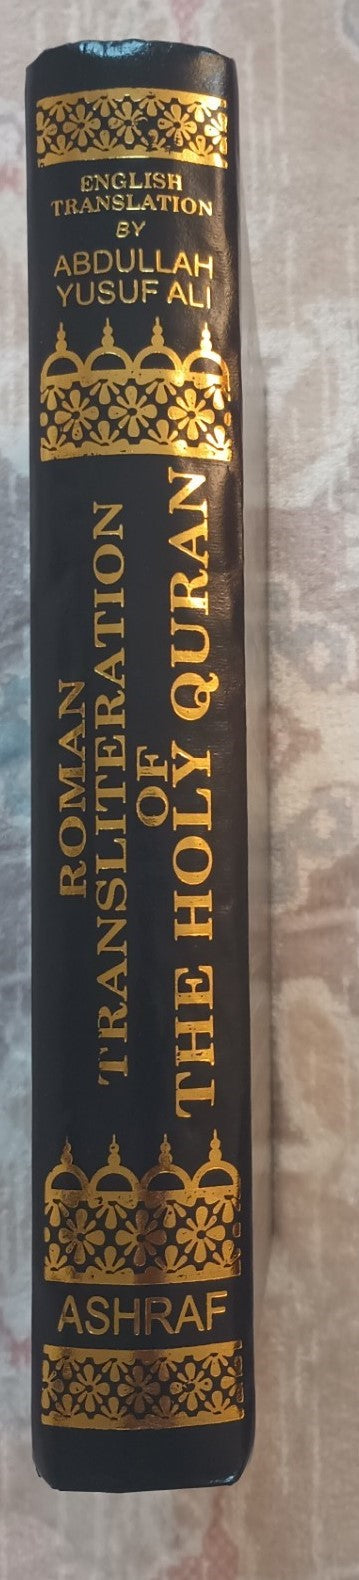 ENGLISH
TRANSLATION
BY
ABDULLAH
YUSUF ALI
ROMAN
TRANSLITERATION
OF
THE HOLY QURAN
ASHRAF